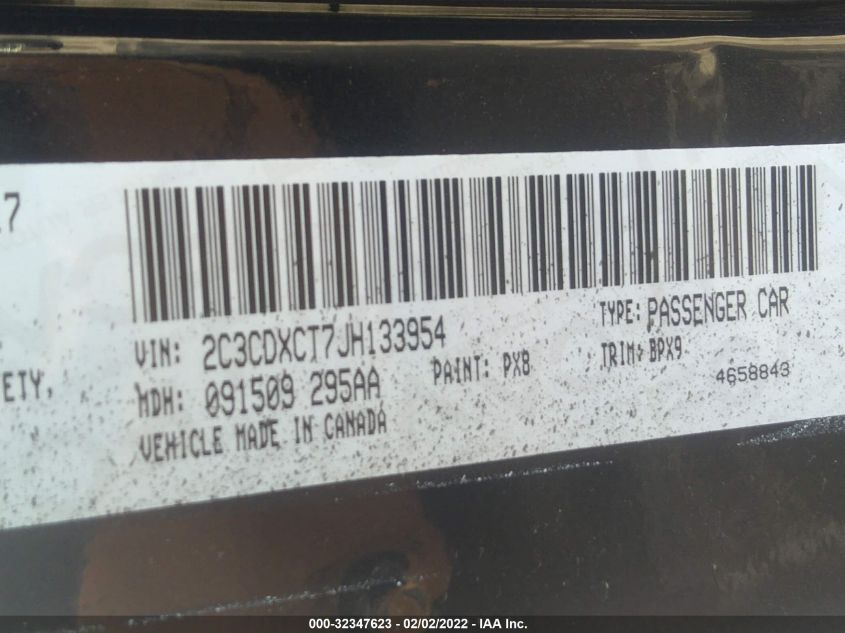 17
VIN: 2C3CDXCT7JH133954
TYPE: PASSENGER CAR
ETY,
MDH: 091509 295AA
PAINT: PX8
TRIM: BPX9
4658843
VEHICLE MADE IN CANADA
000-32347623 - 02/02/2022 - IAA Inc.